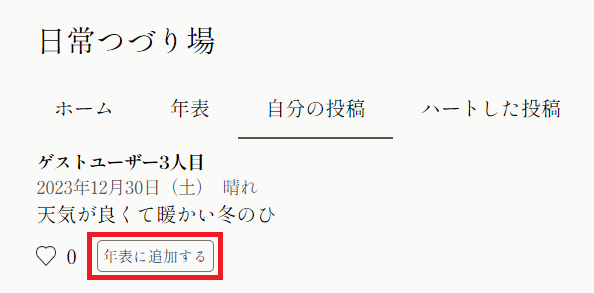 日常つづり場
ホーム 年表 自分の投稿 ハートした投稿
ゲストユーザー3人目
2023年12月30日（土） 晴れ
天気が良くて暖かい冬のひ
0 年表に追加する